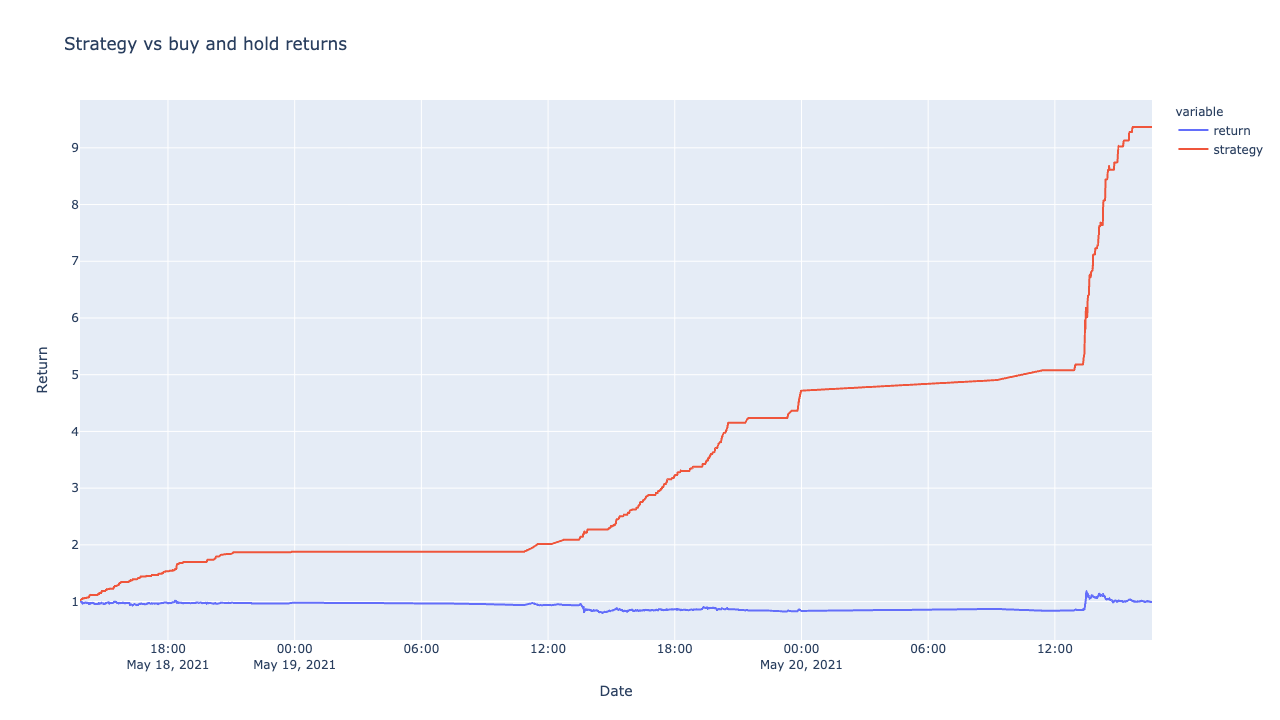 Strategy vs buy and hold returns
variable
return
strategy
9
8
7
6
5
4
3
2
1
Return
18:00
May 18, 2021
00:00
May 19, 2021
06:00
12:00
18:00
00:00
May 20, 2021
06:00
12:00
Date